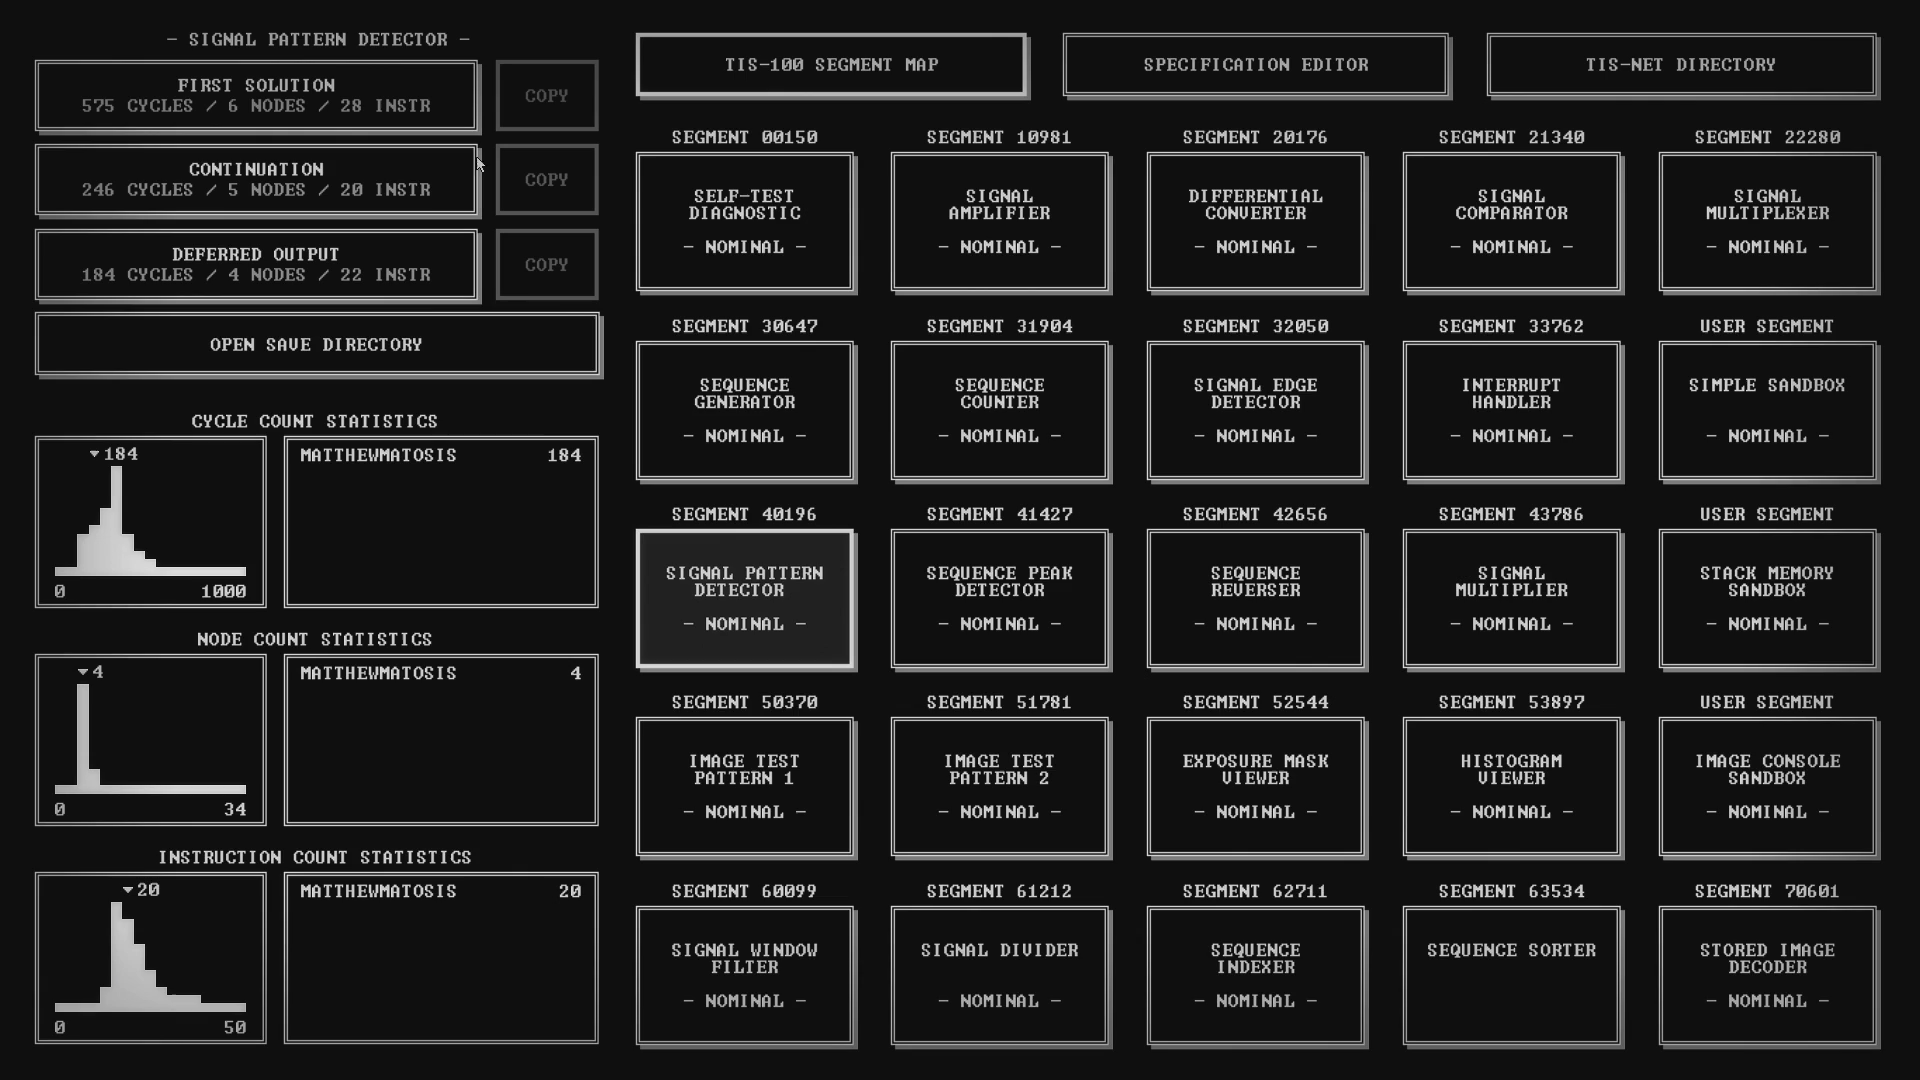 — SIGNAL PATTERN DETECTOR —
FIRST SOLUTION
575 CYCLES / 6 NODES / 28 INSTR
COPY
CONTINUATION
246 CYCLES / 5 NODES / 20 INSTR
COPY
DEFERRED OUTPUT
184 CYCLES / 4 NODES / 22 INSTR
COPY
OPEN SAVE DIRECTORY
CYCLE COUNT STATISTICS
184
0 1000
MATTHEWMATOSIS 184
NODE COUNT STATISTICS
4
0 34
MATTHEWMATOSIS 4
INSTRUCTION COUNT STATISTICS
20
0 50
MATTHEWMATOSIS 20
TIS-100 SEGMENT MAP
SPECIFICATION EDITOR
TIS-NET DIRECTORY
SEGMENT 00150
SELF-TEST
DIAGNOSTIC
— NOMINAL —
SEGMENT 10981
SIGNAL
AMPLIFIER
— NOMINAL —
SEGMENT 20176
DIFFERENTIAL
CONVERTER
— NOMINAL —
SEGMENT 21340
SIGNAL
COMPARATOR
— NOMINAL —
SEGMENT 22280
SIGNAL
MULTIPLEXER
— NOMINAL —
SEGMENT 30647
SEQUENCE
GENERATOR
— NOMINAL —
SEGMENT 31904
SEQUENCE
COUNTER
— NOMINAL —
SEGMENT 32050
SIGNAL EDGE
DETECTOR
— NOMINAL —
SEGMENT 33762
INTERRUPT
HANDLER
— NOMINAL —
USER SEGMENT
SIMPLE SANDBOX
— NOMINAL —
SEGMENT 40196
SIGNAL PATTERN
DETECTOR
— NOMINAL —
SEGMENT 41427
SEQUENCE PEAK
DETECTOR
— NOMINAL —
SEGMENT 42656
SEQUENCE
REVERSER
— NOMINAL —
SEGMENT 43786
SIGNAL
MULTIPLIER
— NOMINAL —
USER SEGMENT
STACK MEMORY
SANDBOX
— NOMINAL —
SEGMENT 50370
IMAGE TEST
PATTERN 1
— NOMINAL —
SEGMENT 51781
IMAGE TEST
PATTERN 2
— NOMINAL —
SEGMENT 52544
EXPOSURE MASK
VIEWER
— NOMINAL —
SEGMENT 53897
HISTOGRAM
VIEWER
— NOMINAL —
USER SEGMENT
IMAGE CONSOLE
SANDBOX
— NOMINAL —
SEGMENT 60099
SIGNAL WINDOW
FILTER
— NOMINAL —
SEGMENT 61212
SIGNAL DIVIDER
— NOMINAL —
SEGMENT 62711
SEQUENCE
INDEXER
— NOMINAL —
SEGMENT 63534
SEQUENCE SORTER
SEGMENT 70601
STORED IMAGE
DECODER
— NOMINAL —